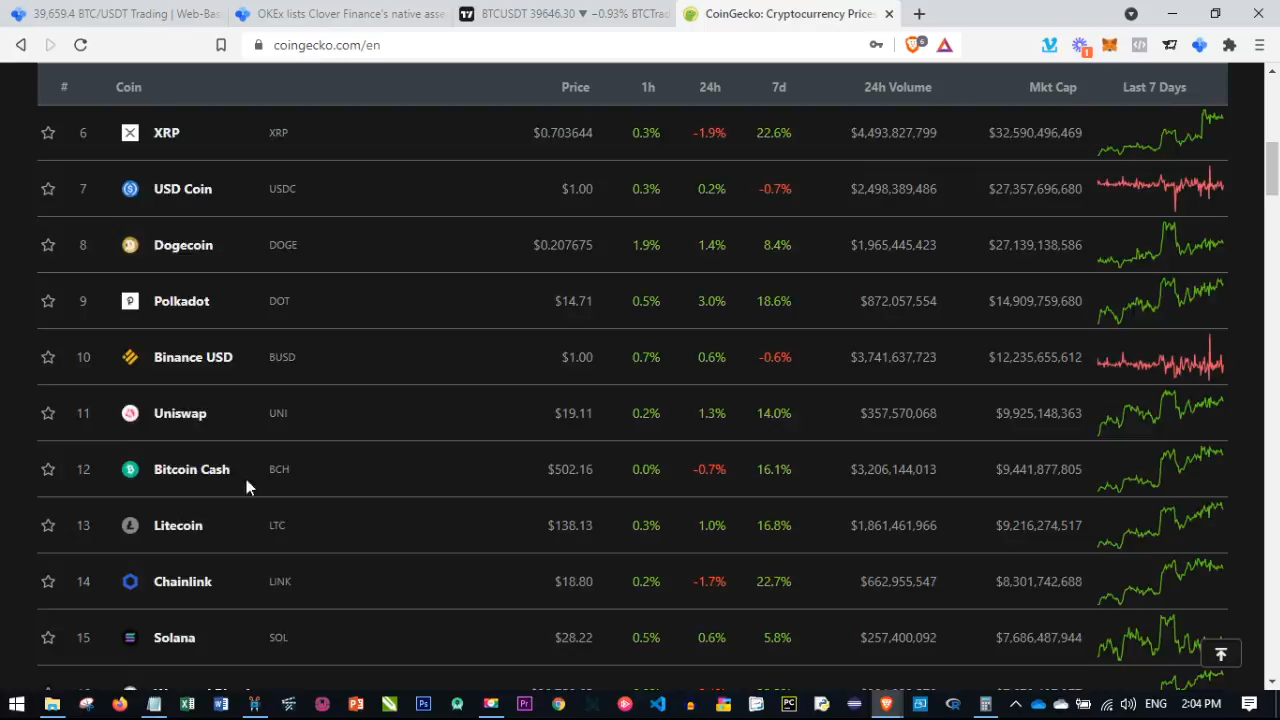 39,659.4 BTC/USDT Trading | Web-Bas
OKEx lists Clover Finance's native asse
BTCUSDT 39646.30 ▼ −0.93% BTCTrad
CoinGecko: Cryptocurrency Prices
coingecko.com/en
6
1
# Coin Price 1h 24h 7d 24h Volume Mkt Cap Last 7 Days
6 XRP XRP $0.703644 0.3% -1.9% 22.6% $4,493,827,799 $32,590,496,469
7 USD Coin USDC $1.00 0.3% 0.2% -0.7% $2,498,389,486 $27,357,696,680
8 Dogecoin DOGE $0.207675 1.9% 1.4% 8.4% $1,965,445,423 $27,139,138,586
9 Polkadot DOT $14.71 0.5% 3.0% 18.6% $872,057,554 $14,909,759,680
10 Binance USD BUSD $1.00 0.7% 0.6% -0.6% $3,741,637,723 $12,235,655,612
11 Uniswap UNI $19.11 0.2% 1.3% 14.0% $357,570,068 $9,925,148,363
12 Bitcoin Cash BCH $502.16 0.0% -0.7% 16.1% $3,206,144,013 $9,441,877,805
13 Litecoin LTC $138.13 0.3% 1.0% 16.8% $1,861,461,966 $9,216,274,517
14 Chainlink LINK $18.80 0.2% -1.7% 22.7% $662,955,547 $8,301,742,688
15 Solana SOL $28.22 0.5% 0.6% 5.8% $257,400,092 $7,686,487,944
ENG 2:04 PM